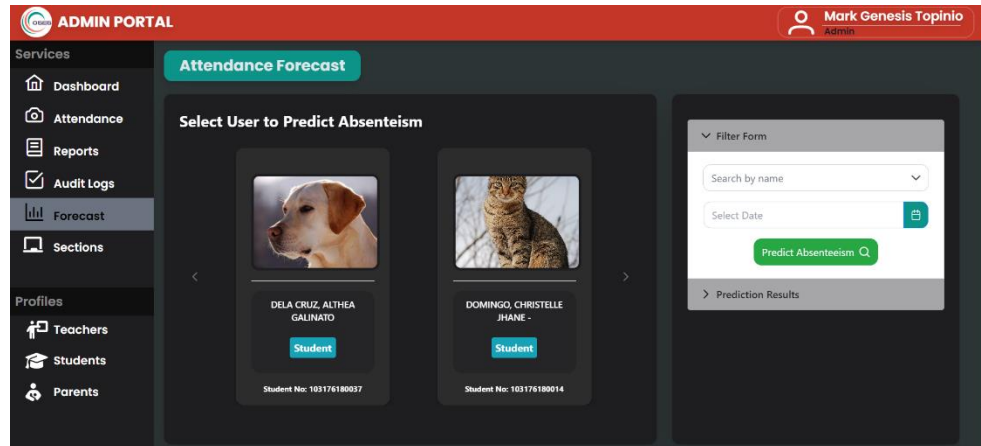 ADMIN PORTAL
Mark Genesis Topinio
Admin
Services
Dashboard
Attendance
Reports
Audit Logs
Forecast
Sections
Profiles
Teachers
Students
Parents
Attendance Forecast
Select User to Predict Absenteism
DELA CRUZ, ALTHEA
GALINATO
Student
Student No: 103176180037
DOMINGO, CHRISTELLE
JHANE -
Student
Student No: 103176180014
Filter Form
Search by name
Select Date
Predict Absenteeism
Prediction Results